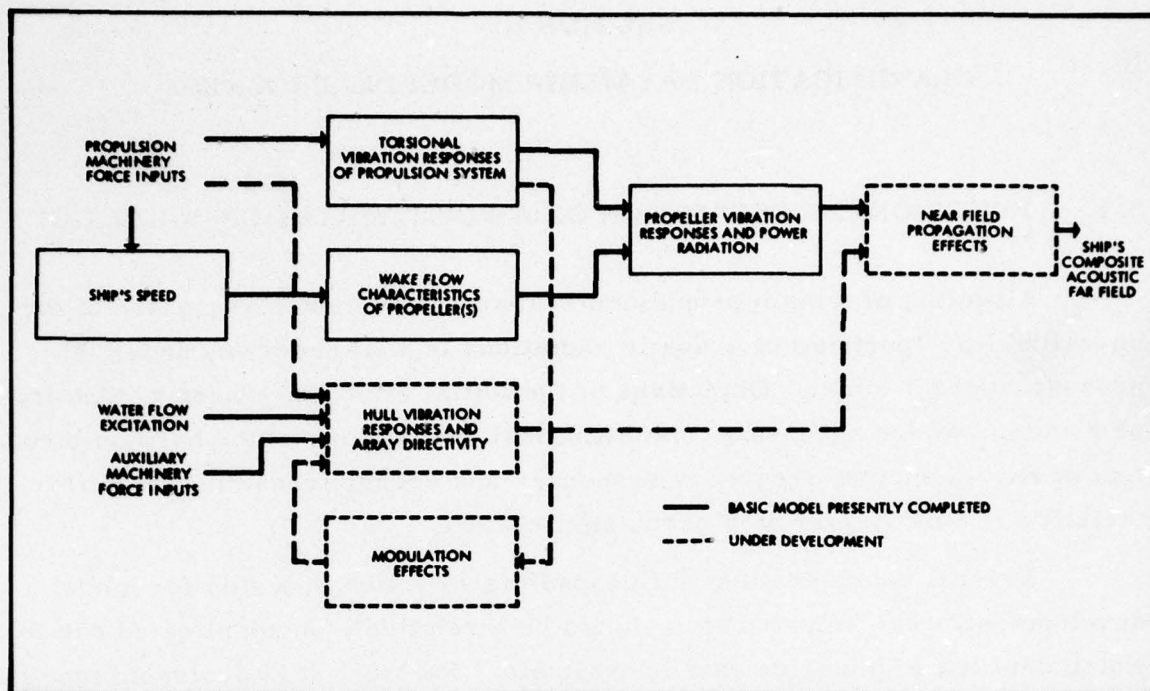 PROPULSION
MACHINERY
FORCE INPUTS
TORSIONAL
VIBRATION RESPONSES
OF PROPULSION SYSTEM
SHIP'S SPEED
WAKE FLOW
CHARACTERISTICS
OF PROPELLER(S)
PROPELLER VIBRATION
RESPONSES AND POWER
RADIATION
NEAR FIELD
PROPAGATION
EFFECTS
SHIP'S
COMPOSITE
ACOUSTIC
FAR FIELD
WATER FLOW
EXCITATION
AUXILIARY
MACHINERY
FORCE INPUTS
HULL VIBRATION
RESPONSES AND
ARRAY DIRECTIVITY
MODULATION
EFFECTS
BASIC MODEL PRESENTLY COMPLETED
UNDER DEVELOPMENT